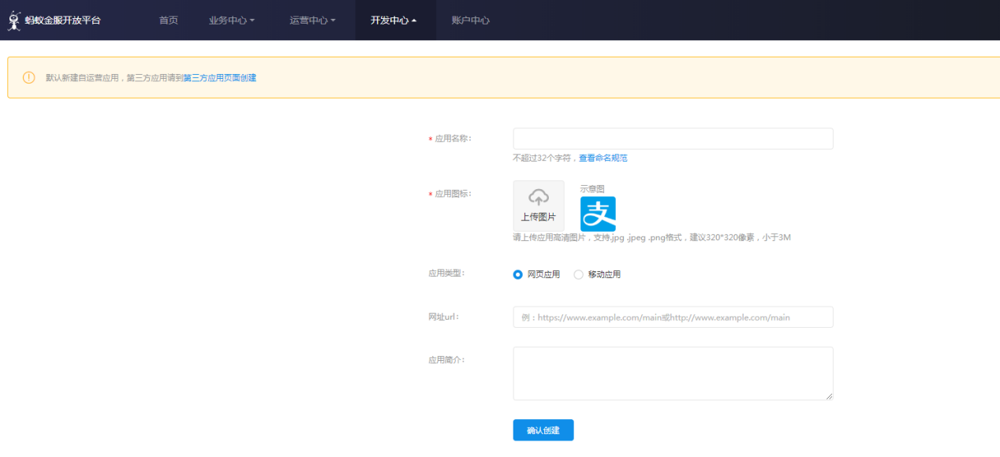 蚂蚁金服开放平台 首页 业务中心 运营中心 开发中心 账户中心
默认新建自运营应用，第三方应用请到第三方应用页面创建
* 应用名称：
不超过32个字符，查看命名规范
* 应用图标： 示意图
支
上传图片
请上传应用高清图片，支持.jpg .jpeg .png格式，建议320*320像素，小于3M
应用类型： 网页应用 移动应用
网址url： 例：https://www.example.com/main或http://www.example.com/main
应用简介：
确认创建